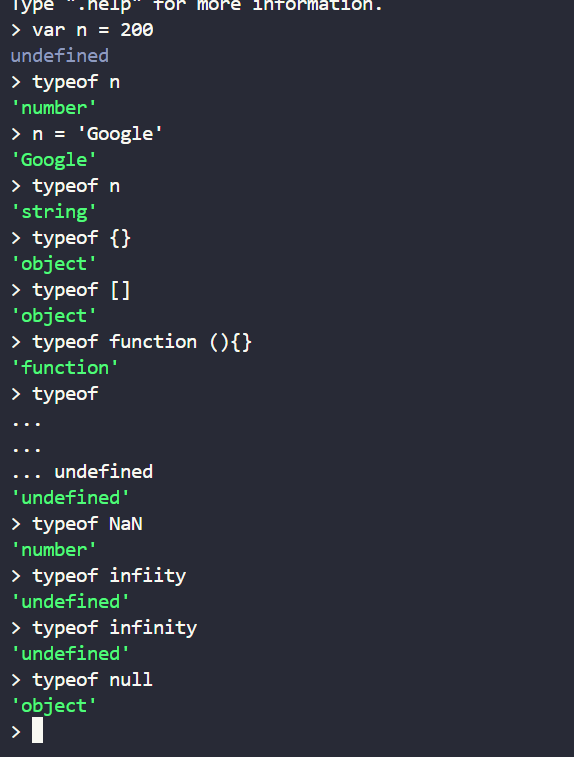 Type ".help" for more information.
> var n = 200
undefined
> typeof n
'number'
> n = 'Google'
'Google'
> typeof n
'string'
> typeof {}
'object'
> typeof []
'object'
> typeof function (){}
'function'
> typeof
...
...
... undefined
'undefined'
> typeof NaN
'number'
> typeof infiity
'undefined'
> typeof infinity
'undefined'
> typeof null
'object'
>